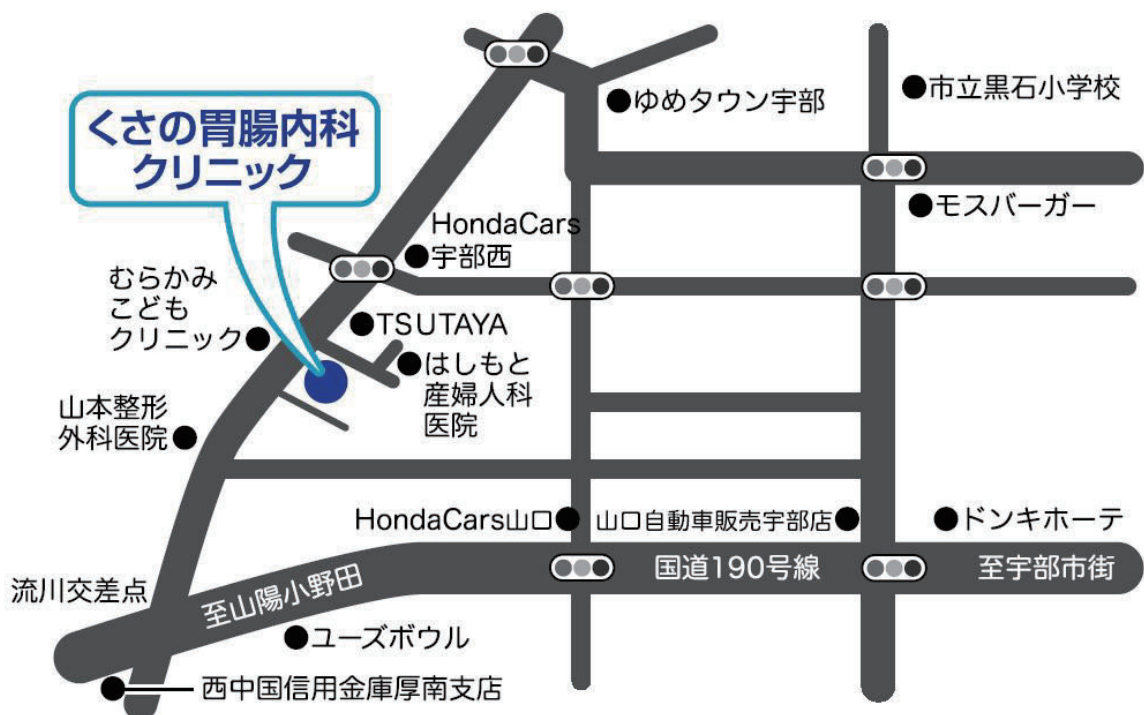 くさの胃腸内科
クリニック
ゆめタウン宇部
市立黒石小学校
モスバーガー
HondaCars
宇部西
むらかみ
こども
クリニック
TSUTAYA
はしもと
産婦人科
医院
山本整形
外科医院
HondaCars山口
山口自動車販売宇部店
ドンキホーテ
国道190号線
至宇部市街
流川交差点
至山陽小野田
ユーズボウル
西中国信用金庫厚南支店